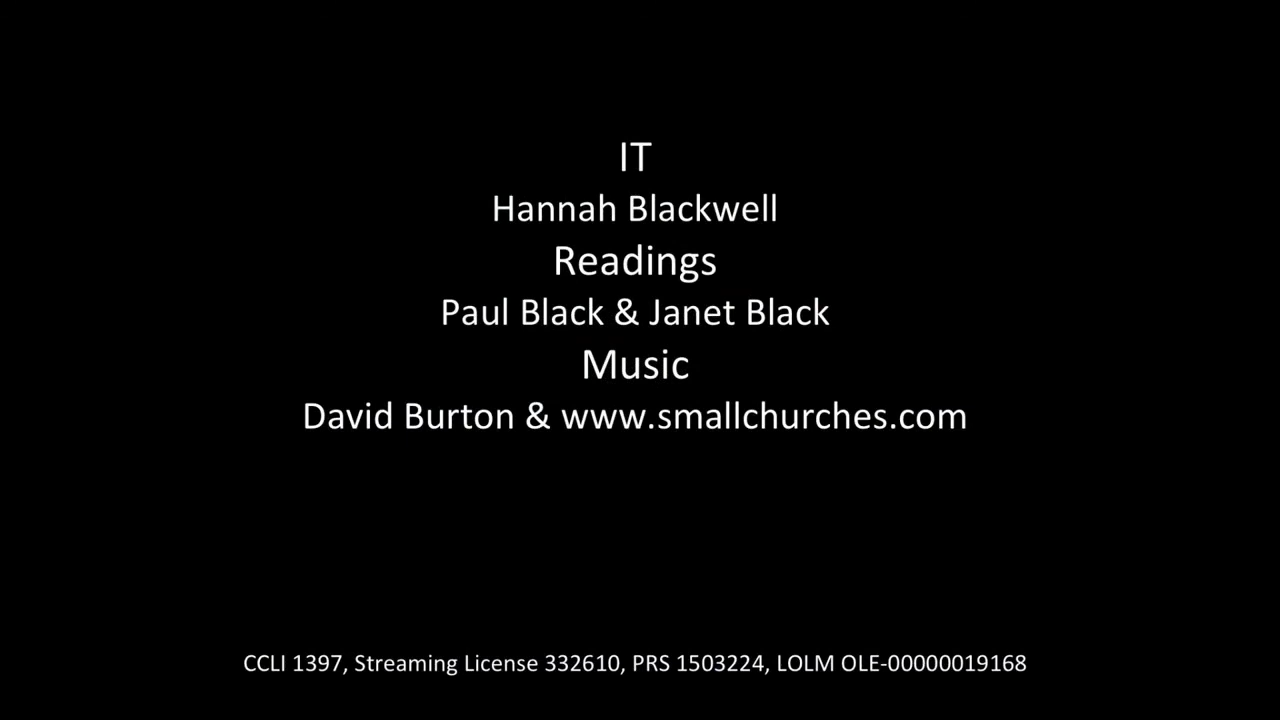 IT
Hannah Blackwell
Readings
Paul Black & Janet Black
Music
David Burton & www.smallchurches.com
CCLI 1397, Streaming License 332610, PRS 1503224, LOLM OLE-00000019168